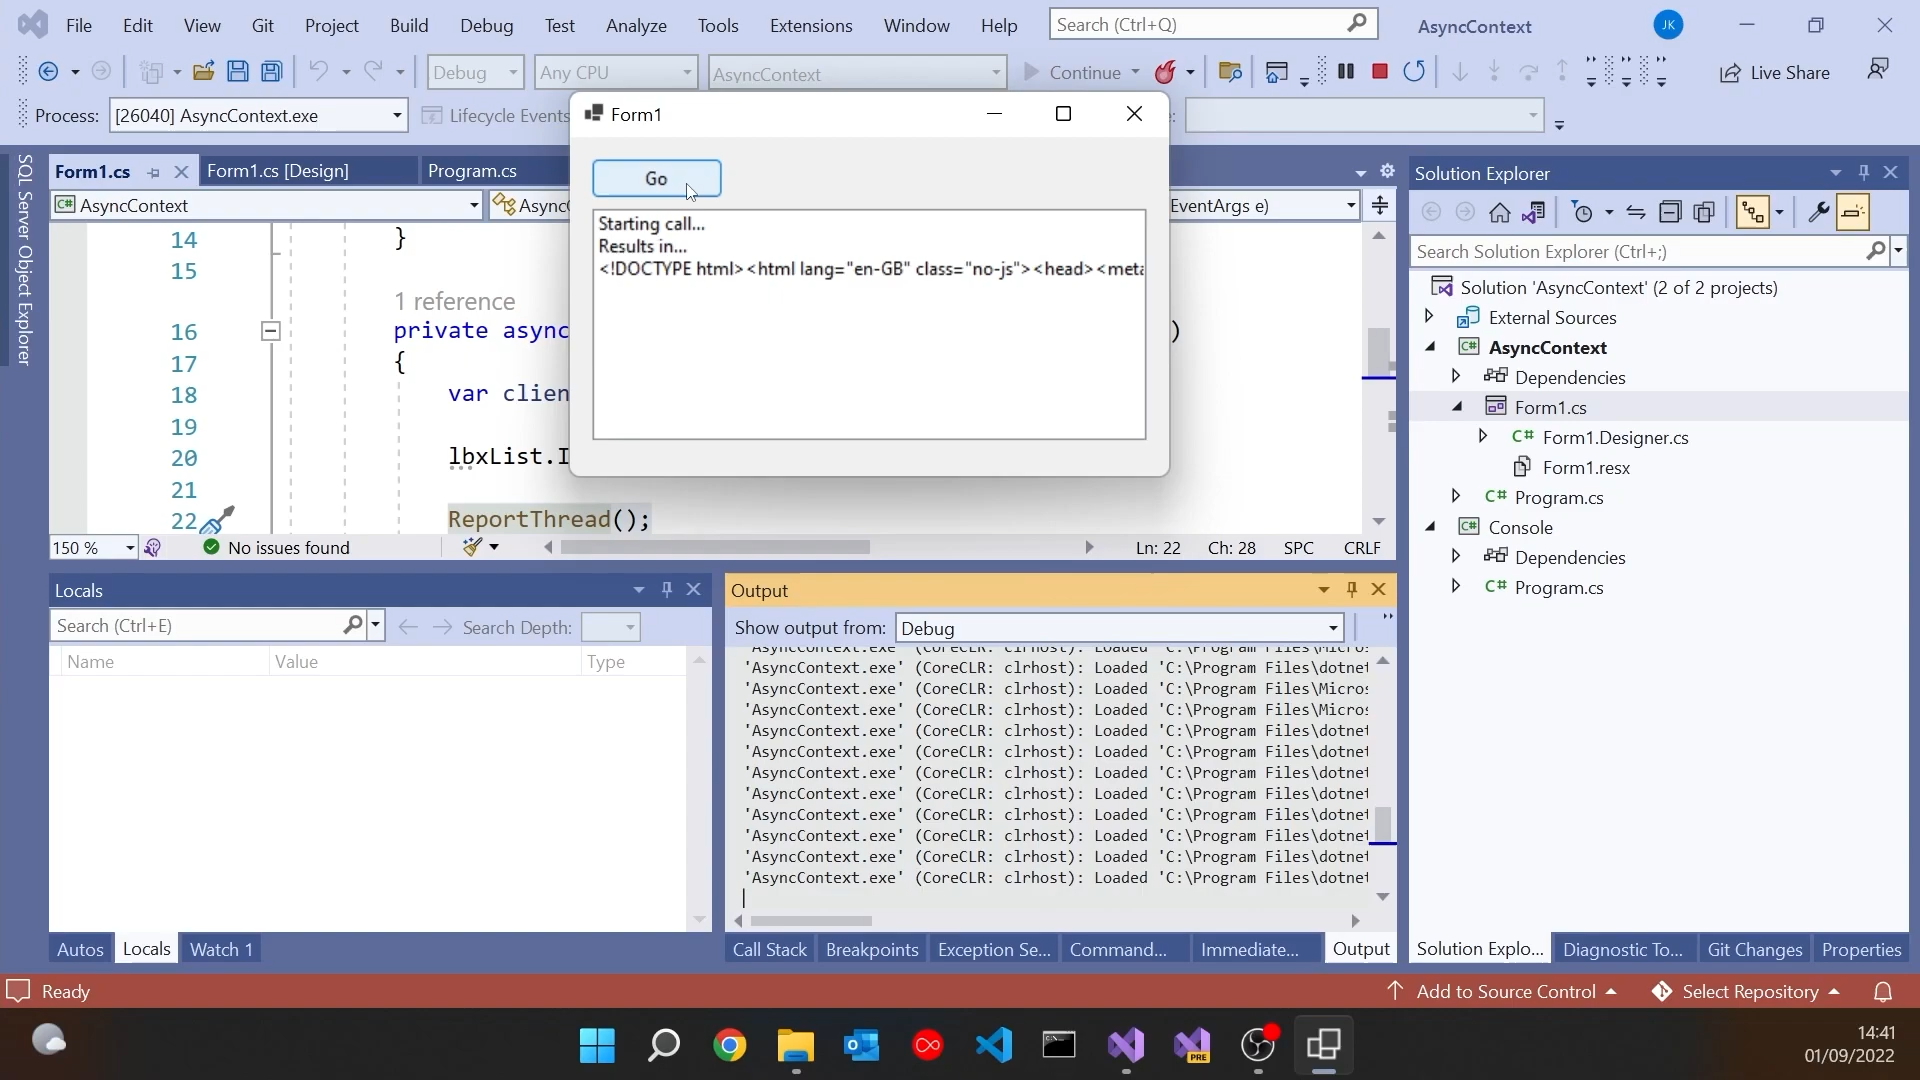 File Edit View Git Project Build Debug Test Analyze Tools Extensions Window Help Search (Ctrl+Q) AsyncContext JK
Debug Any CPU AsyncContext Continue Live Share
Process: [26040] AsyncContext.exe Lifecycle Events
Form1
Go
Starting call...
Results in...
<!DOCTYPE html><html lang="en-GB" class="no-js"><head><meta
SQL Server Object Explorer
Form1.cs Form1.cs [Design] Program.cs
AsyncContext EventArgs e)
14 }
15
1 reference
16 private async )
17 {
18 var clien
19
20 lbxList.I
21
22 ReportThread();
150 % No issues found Ln: 22 Ch: 28 SPC CRLF
Locals
Search (Ctrl+E) Search Depth:
Name Value Type
Autos Locals Watch 1
Output
Show output from: Debug
'AsyncContext.exe' (CoreCLR: clrhost): Loaded 'C:\Program Files\Micros
'AsyncContext.exe' (CoreCLR: clrhost): Loaded 'C:\Program Files\dotnet
'AsyncContext.exe' (CoreCLR: clrhost): Loaded 'C:\Program Files\Micros
'AsyncContext.exe' (CoreCLR: clrhost): Loaded 'C:\Program Files\Micros
'AsyncContext.exe' (CoreCLR: clrhost): Loaded 'C:\Program Files\dotnet
'AsyncContext.exe' (CoreCLR: clrhost): Loaded 'C:\Program Files\dotnet
'AsyncContext.exe' (CoreCLR: clrhost): Loaded 'C:\Program Files\dotnet
'AsyncContext.exe' (CoreCLR: clrhost): Loaded 'C:\Program Files\dotnet
'AsyncContext.exe' (CoreCLR: clrhost): Loaded 'C:\Program Files\dotnet
'AsyncContext.exe' (CoreCLR: clrhost): Loaded 'C:\Program Files\dotnet
'AsyncContext.exe' (CoreCLR: clrhost): Loaded 'C:\Program Files\dotnet
'AsyncContext.exe' (CoreCLR: clrhost): Loaded 'C:\Program Files\dotnet
Call Stack Breakpoints Exception Se... Command... Immediate... Output
Solution Explorer
Search Solution Explorer (Ctrl+;)
Solution 'AsyncContext' (2 of 2 projects)
External Sources
C# AsyncContext
Dependencies
Form1.cs
C# Form1.Designer.cs
Form1.resx
C# Program.cs
C# Console
Dependencies
C# Program.cs
Solution Explo... Diagnostic To... Git Changes Properties
Ready Add to Source Control Select Repository
PRE
14:41
01/09/2022